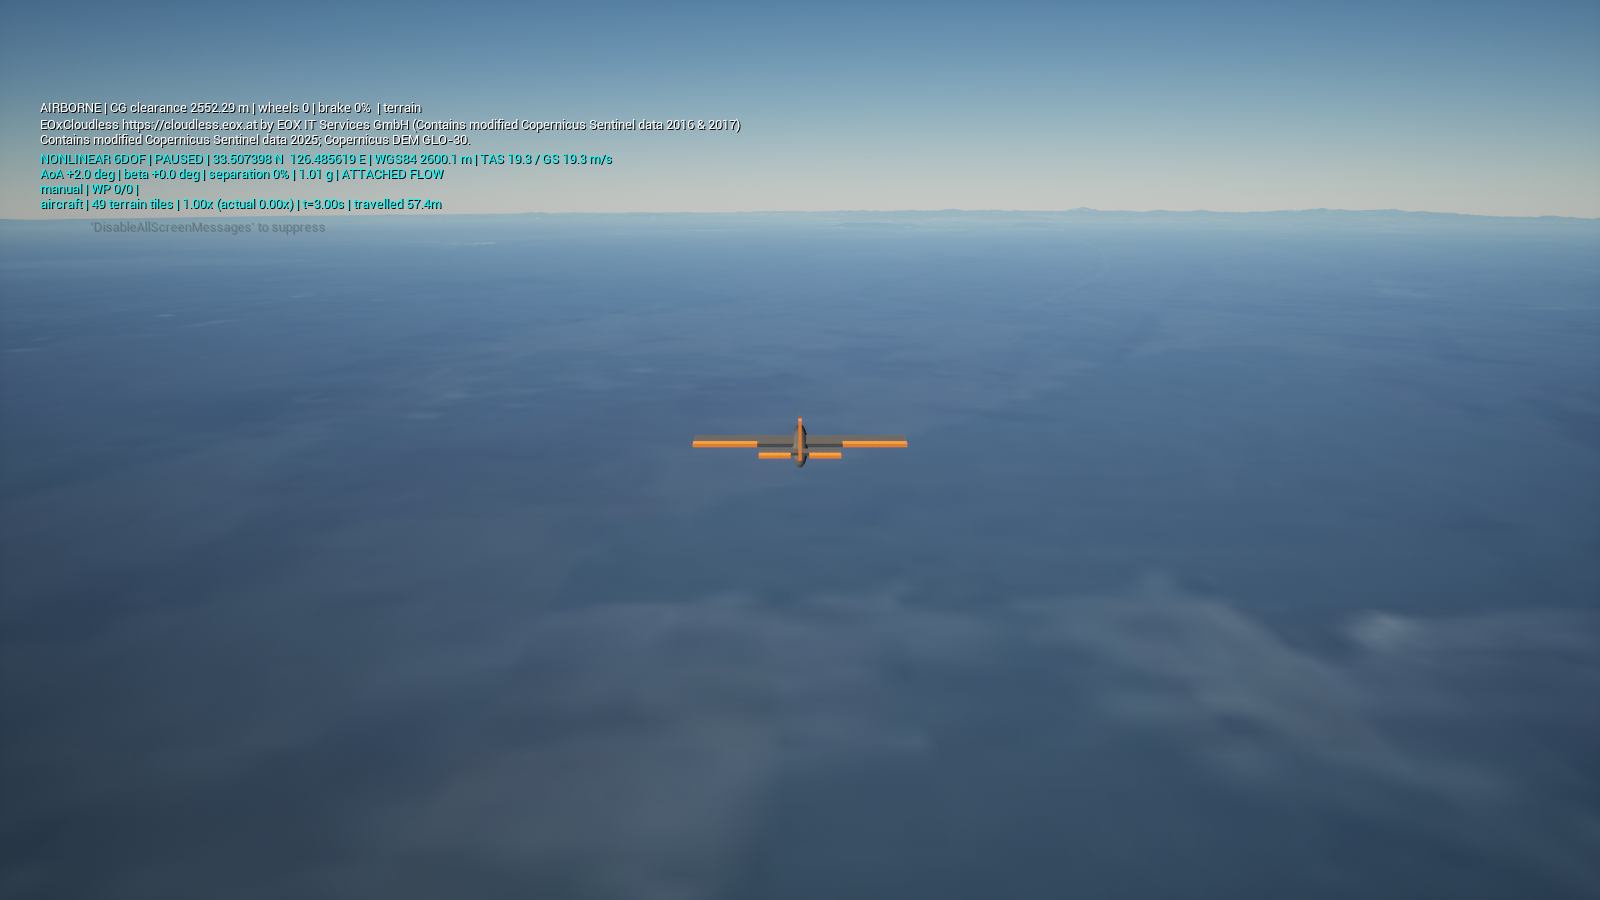 AIRBORNE | CG clearance 2552.29 m | wheels 0 | brake 0% | terrain
EOxCloudless https://cloudless.eox.at by EOX IT Services GmbH (Contains modified Copernicus Sentinel data 2016 & 2017)
Contains modified Copernicus Sentinel data 2025; Copernicus DEM GLO-30.
NONLINEAR 6DOF | PAUSED | 33.507398 N 126.485619 E | WGS84 2600.1 m | TAS 19.3 / GS 19.3 m/s
AoA +2.0 deg | beta +0.0 deg | separation 0% | 1.01 g | ATTACHED FLOW
manual | WP 0/0 |
aircraft | 49 terrain tiles | 1.00x (actual 0.00x) | t=3.00s | travelled 57.4m
'DisableAllScreenMessages' to suppress